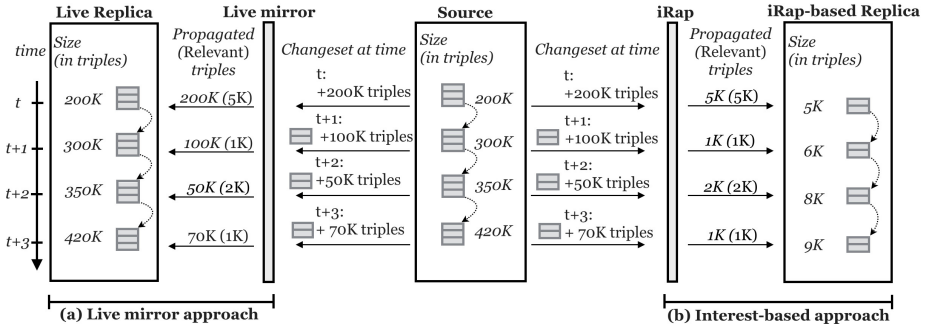 Live Replica Live mirror Source iRap iRap-based Replica
time
Size
(in triples)
Propagated
(Relevant)
triples
Changeset at time
Size
(in triples)
Changeset at time
Propagated
(Relevant)
triples
Size
(in triples)
t 200K 200K (5K) t:
+200K triples 200K t:
+200K triples 5K (5K) 5K
t+1 300K 100K (1K) t+1:
+100K triples 300K t+1:
+100K triples 1K (1K) 6K
t+2 350K 50K (2K) t+2:
+50K triples 350K t+2:
+50K triples 2K (2K) 8K
t+3 420K 70K (1K) t+3:
+ 70K triples 420K t+3:
+ 70K triples 1K (1K) 9K
(a) Live mirror approach (b) Interest-based approach